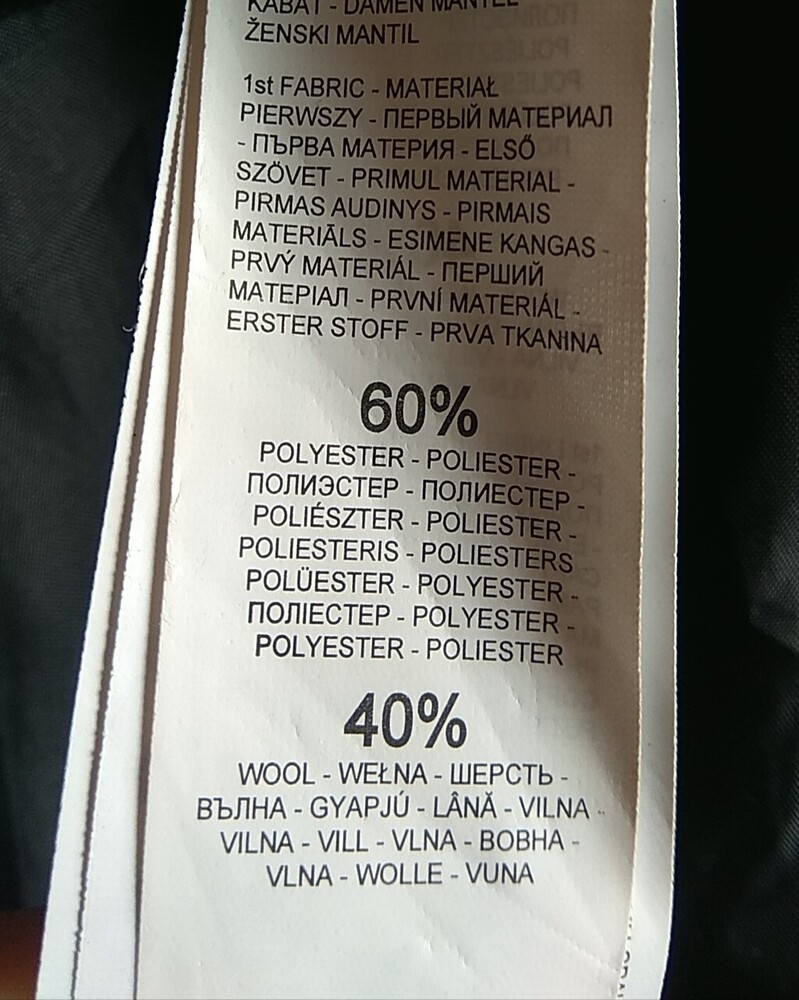 KABÁT - DAMEN MANTEL
ŽENSKI MANTIL
1st FABRIC - MATERIAŁ
PIERWSZY - ПЕРВЫЙ МАТЕРИАЛ
- ПЪРВА МАТЕРИЯ - ELSŐ
SZÖVET - PRIMUL MATERIAL -
PIRMAS AUDINYS - PIRMAIS
MATERIĀLS - ESIMENE KANGAS -
PRVÝ MATERIÁL - ПЕРШИЙ
МАТЕРІАЛ - PRVNÍ MATERIÁL -
ERSTER STOFF - PRVA TKANINA
60%
POLYESTER - POLIESTER -
ПОЛИЭСТЕР - ПОЛИЕСТЕР -
POLIÉSZTER - POLIESTER -
POLIESTERIS - POLIESTERS
POLÜESTER - POLYESTER -
ПОЛІЕСТЕР - POLYESTER -
POLYESTER - POLIESTER
40%
WOOL - WEŁNA - ШЕРСТЬ -
ВЪЛНА - GYAPJÚ - LÂNĂ - VILNA -
VILNA - VILL - VLNA - ВОВНА -
VLNA - WOLLE - VUNA